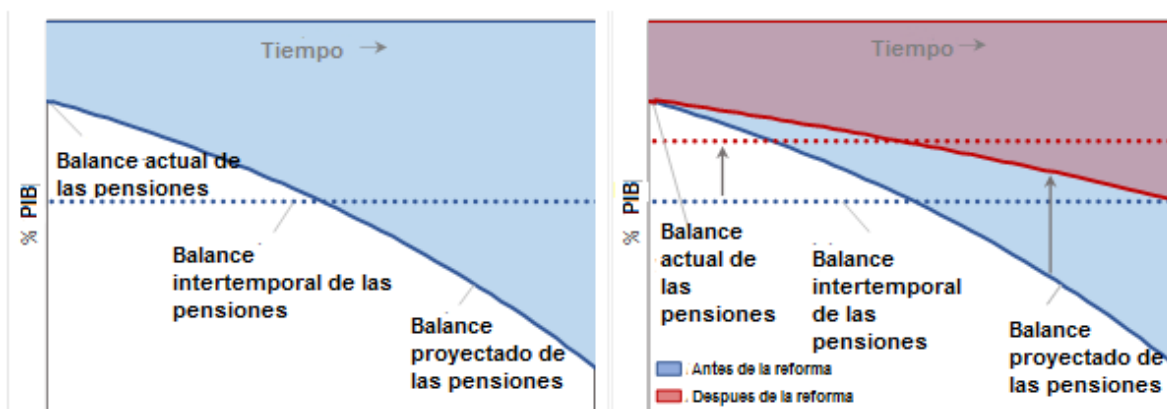 Tiempo →
Balance actual de
las pensiones
% PIB
Balance
intertemporal de las
pensiones
Balance
proyectado de
las pensiones
Tiempo →
% PIB
Balance
actual de
las
pensiones
Balance
intertemporal
de las
pensiones
Balance
proyectado de
las pensiones
Antes de la reforma
Despues de la reforma